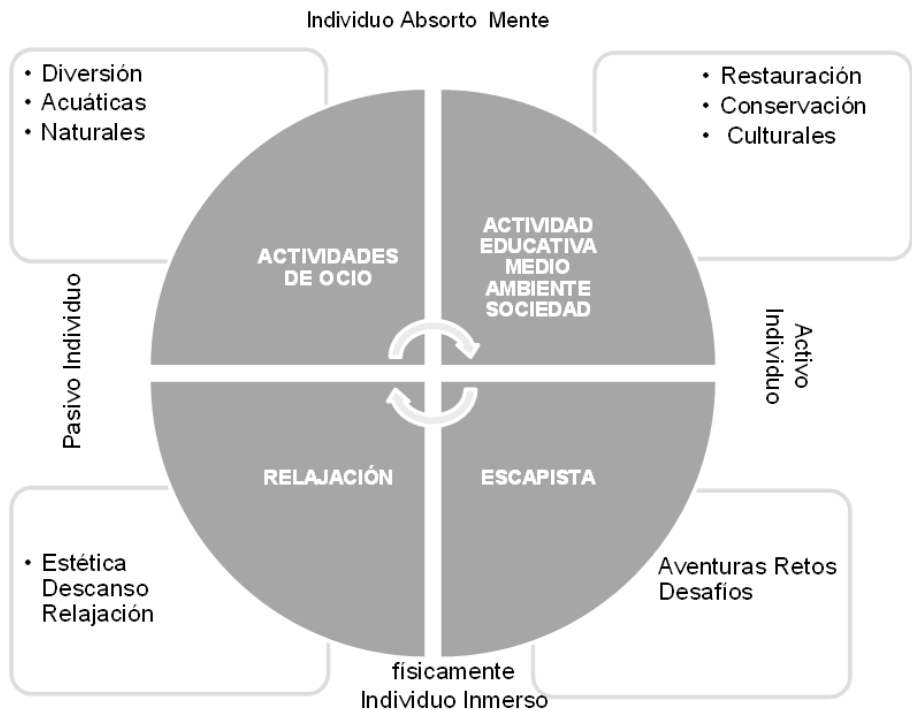 Individuo Absorto Mente
• Diversión
• Acuáticas
• Naturales
• Restauración
• Conservación
• Culturales
ACTIVIDADES
DE OCIO
ACTIVIDAD
EDUCATIVA
MEDIO
AMBIENTE
SOCIEDAD
Pasivo Individuo
Activo
Individuo
RELAJACIÓN
ESCAPISTA
• Estética
Descanso
Relajación
Aventuras Retos
Desafíos
físicamente
Individuo Inmerso